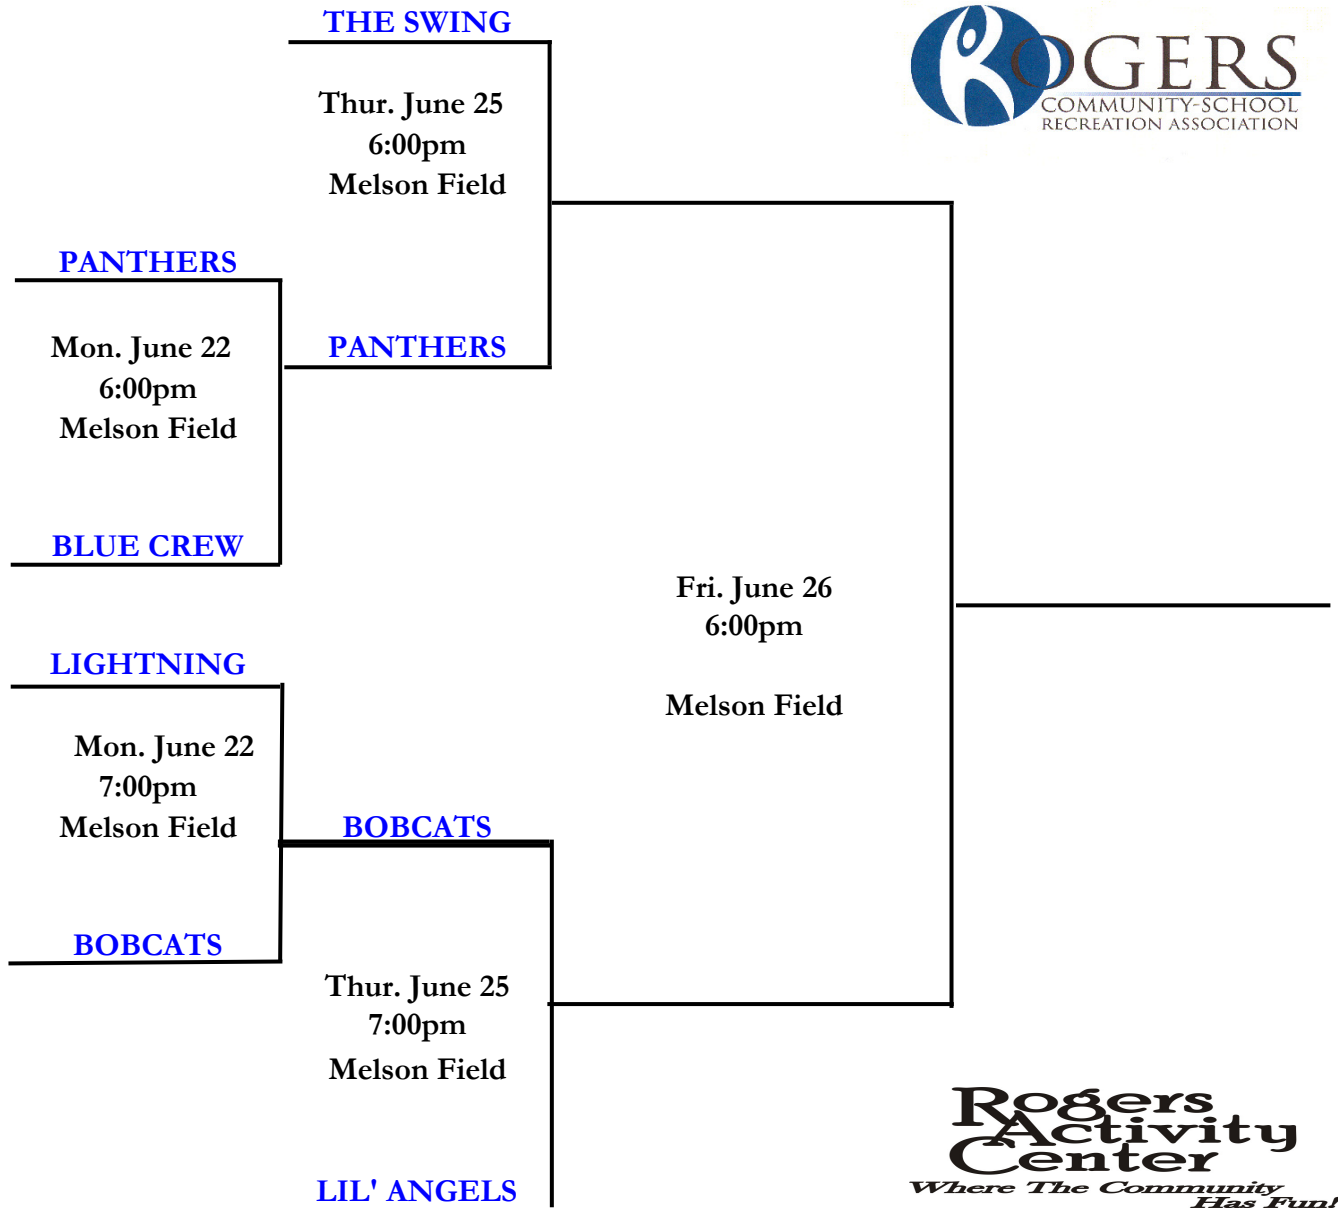 THE SWING
ROGERS
COMMUNITY-SCHOOL
RECREATION ASSOCIATION
Thur. June 25
6:00pm
Melson Field
PANTHERS
Mon. June 22
6:00pm
Melson Field
PANTHERS
BLUE CREW
Fri. June 26
6:00pm
Melson Field
LIGHTNING
Mon. June 22
7:00pm
Melson Field
BOBCATS
BOBCATS
Thur. June 25
7:00pm
Melson Field
LIL' ANGELS
Rogers
Activity
Center
Where The Community
Has Fun!